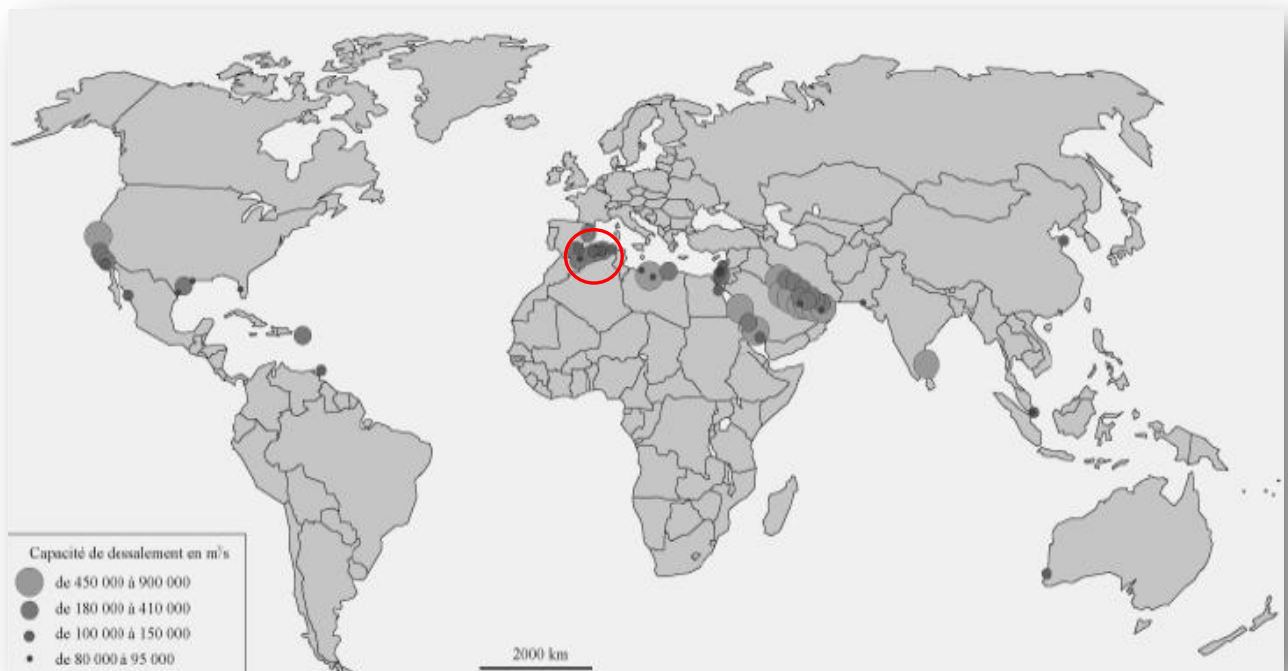 Capacité de dessalement en m³/s
de 450 000 à 900 000
de 180 000 à 410 000
de 100 000 à 150 000
de 80 000 à 95 000
2000 km